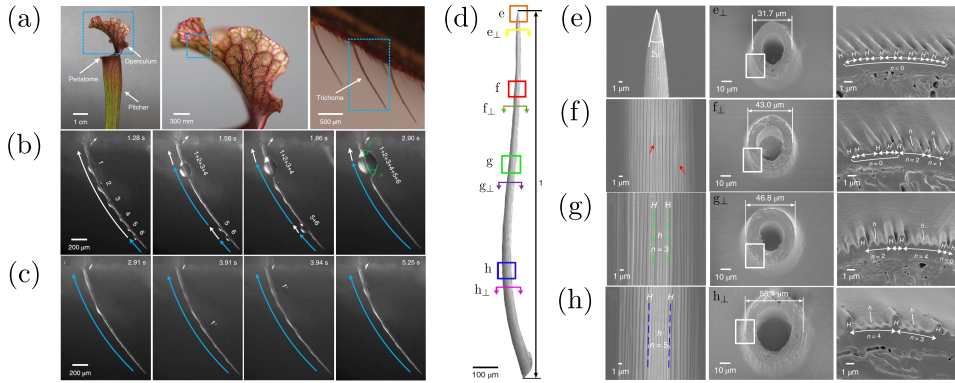 (a)
Operculum
Peristome
Pitcher
1 cm
300 mm
Trichome
500 µm
(b)
1.28 s
1.56 s
1.86 s
2.90 s
1
2
3
4
5
6
1+2+3+4
1+2+3+4
5+6
1+2+3+4+5+6
200 µm
(c)
2.91 s
3.91 s
3.94 s
5.25 s
1'
1'
200 µm
(d)
e
e⊥
f
f⊥
g
g⊥
h
h⊥
1
100 µm
(e)
2α
1 µm
e⊥
31.7 µm
10 µm
H H H H H H H H
n=0
1 µm
(f)
1 µm
f⊥
43.0 µm
10 µm
h
h
H
H
H
n=0
n=2
n=1
1 µm
(g)
H H
h
n = 3
1 µm
g⊥
46.8 µm
10 µm
h
h
H
H
H
n=2
n=4
n=0
1 µm
(h)
H H
h
n = 5
1 µm
h⊥
55.4 µm
10 µm
h
h
H
H
H
n=4
n=3
1 µm